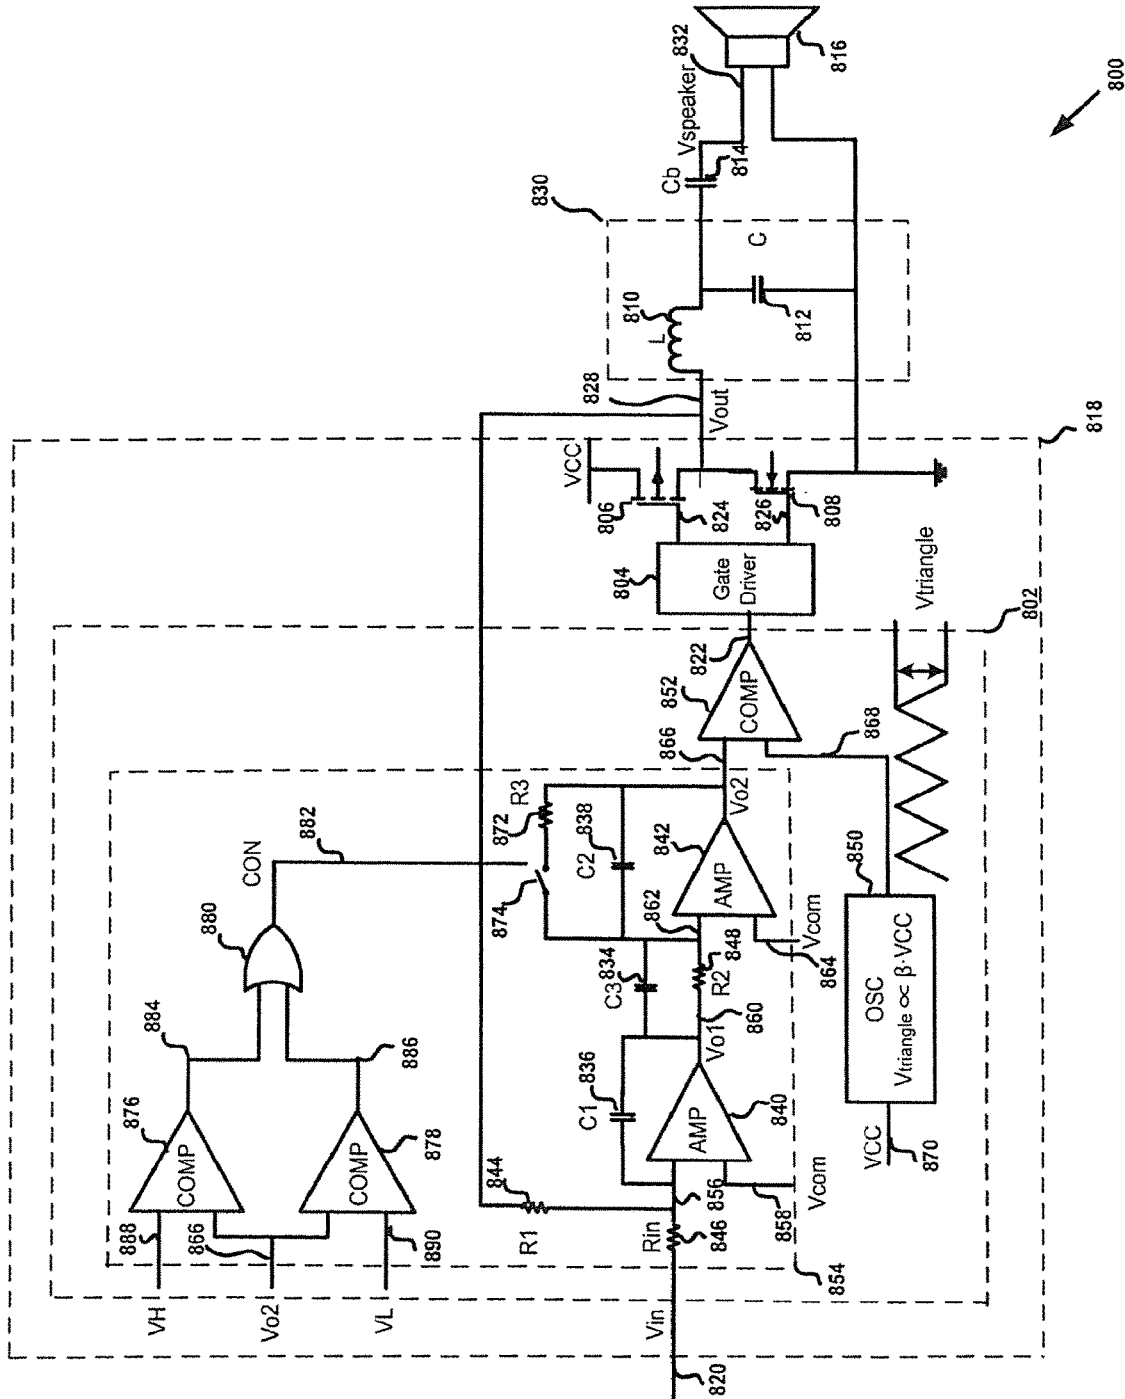 800
816
832
Vspeaker
Cb
814
830
C
812
810
L
828
Vout
818
VCC
806
824
826
808
804
Gate
Driver
Vtriangle
802
822
852
COMP
866
868
R3
872
Vo2
838
C2
842
AMP
874
882
CON
880
862
848
R2
Vcom
864
850
OSC
Vtriangle ∝ β·VCC
VCC
870
C3
834
860
Vo1
836
C1
840
AMP
884
886
876
COMP
878
COMP
844
R1
856
858
Vcom
Rin
846
854
888
866
890
VH
Vo2
VL
Vin
820